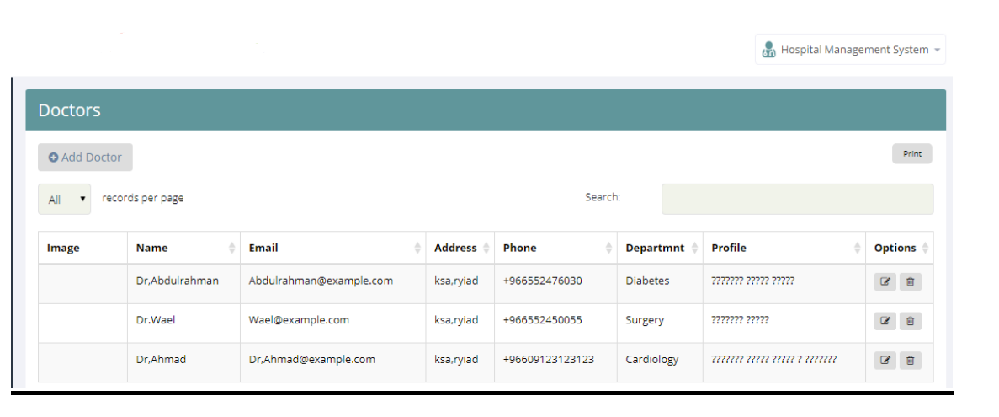 Hospital Management System
Doctors
Add Doctor
Print
All records per page Search:
Image Name Email Address Phone Departmnt Profile Options
Dr,Abdulrahman Abdulrahman@example.com ksa,ryiad +966552476030 Diabetes ??????? ????? ?????
Dr.Wael Wael@example.com ksa,ryiad +966552450055 Surgery ??????? ?????
Dr,Ahmad Dr,Ahmad@example.com ksa,ryiad +96609123123123 Cardiology ??????? ????? ????? ? ???????